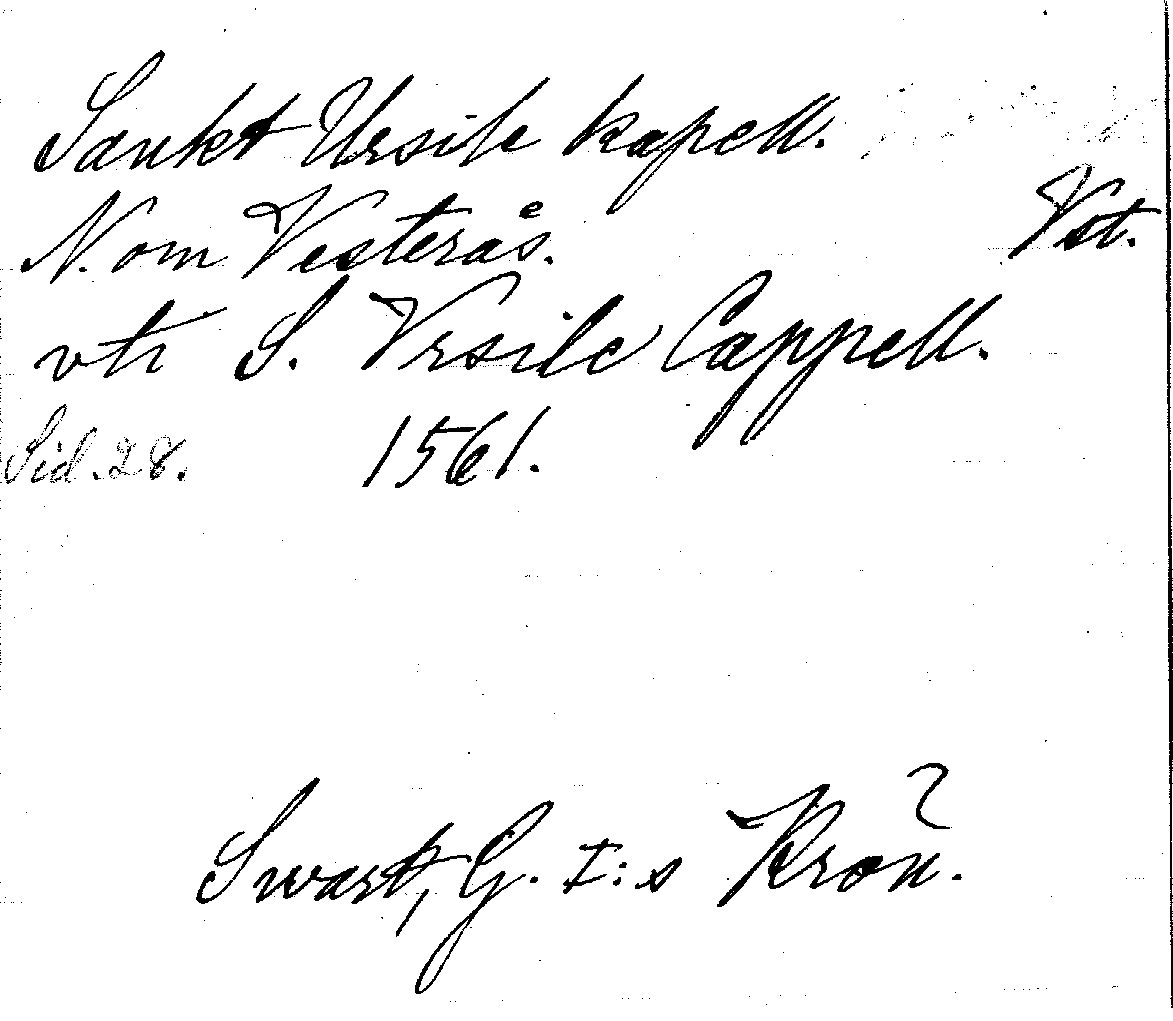 Sankt Ursile kapell.
N. om Vesterås. Vst.
vti S. Vrsile Cappell.
Sid. 28. 1561.
Swart, G. I:s Krön.